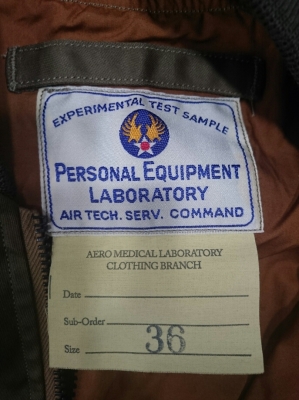 EXPERIMENTAL TEST SAMPLE
PERSONAL EQUIPMENT
LABORATORY
AIR TECH. SERV. COMMAND
AERO MEDICAL LABORATORY
CLOTHING BRANCH
Date
Sub-Order
Size 36